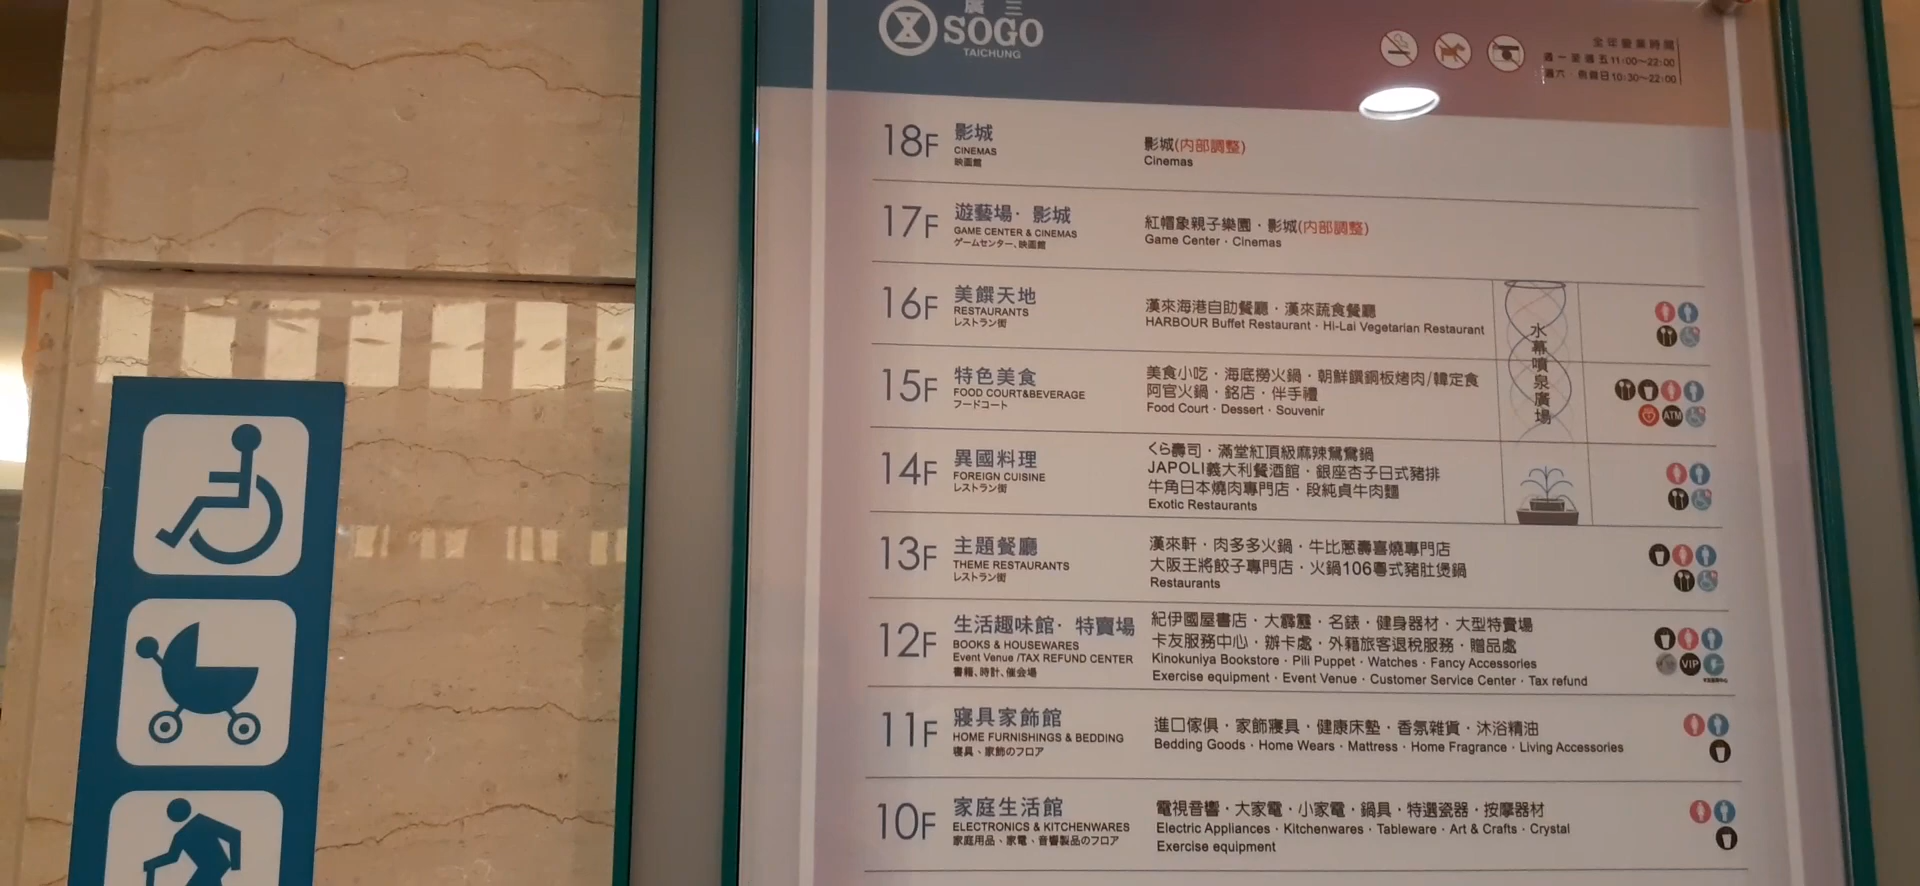 廣三
SOGO
TAICHUNG
全年營業時間
週一至週五11:00~22:00
週六、例假日10:30~22:00
18F 影城
CINEMAS
映画館
影城(內部調整)
Cinemas
17F 遊藝場· 影城
GAME CENTER & CINEMAS
ゲームセンター、映画館
紅帽象親子樂園·影城(內部調整)
Game Center · Cinemas
16F 美饌天地
RESTAURANTS
レストラン街
漢來海港自助餐廳·漢來蔬食餐廳
HARBOUR Buffet Restaurant · Hi-Lai Vegetarian Restaurant
15F 特色美食
FOOD COURT&BEVERAGE
フードコート
美食小吃·海底撈火鍋·朝鮮饌銅板烤肉/韓定食
阿官火鍋·銘店·伴手禮
Food Court · Dessert · Souvenir
ATM
水幕噴泉廣場
14F 異國料理
FOREIGN CUISINE
レストラン街
くら壽司·滿堂紅頂級麻辣鴛鴦鍋
JAPOLI義大利餐酒館·銀座杏子日式豬排
牛角日本燒肉專門店·段純貞牛肉麵
Exotic Restaurants
13F 主題餐廳
THEME RESTAURANTS
レストラン街
漢來軒·肉多多火鍋·牛比蔥壽喜燒專門店
大阪王將餃子專門店·火鍋106粵式豬肚煲鍋
Restaurants
12F 生活趣味館· 特賣場
BOOKS & HOUSEWARES
Event Venue /TAX REFUND CENTER
書籍、時計、催会場
紀伊國屋書店·大霹靂·名錶·健身器材·大型特賣場
卡友服務中心·辦卡處·外籍旅客退稅服務·贈品處
Kinokuniya Bookstore · Pili Puppet · Watches · Fancy Accessories
Exercise equipment · Event Venue · Customer Service Center · Tax refund
VIP
11F 寢具家飾館
HOME FURNISHINGS & BEDDING
寝具、家飾のフロア
進口傢俱·家飾寢具·健康床墊·香氛雜貨·沐浴精油
Bedding Goods · Home Wears · Mattress · Home Fragrance · Living Accessories
10F 家庭生活館
ELECTRONICS & KITCHENWARES
家庭用品、家電、音響製品のフロア
電視音響·大家電·小家電·鍋具·特選瓷器·按摩器材
Electric Appliances · Kitchenwares · Tableware · Art & Crafts · Crystal
Exercise equipment